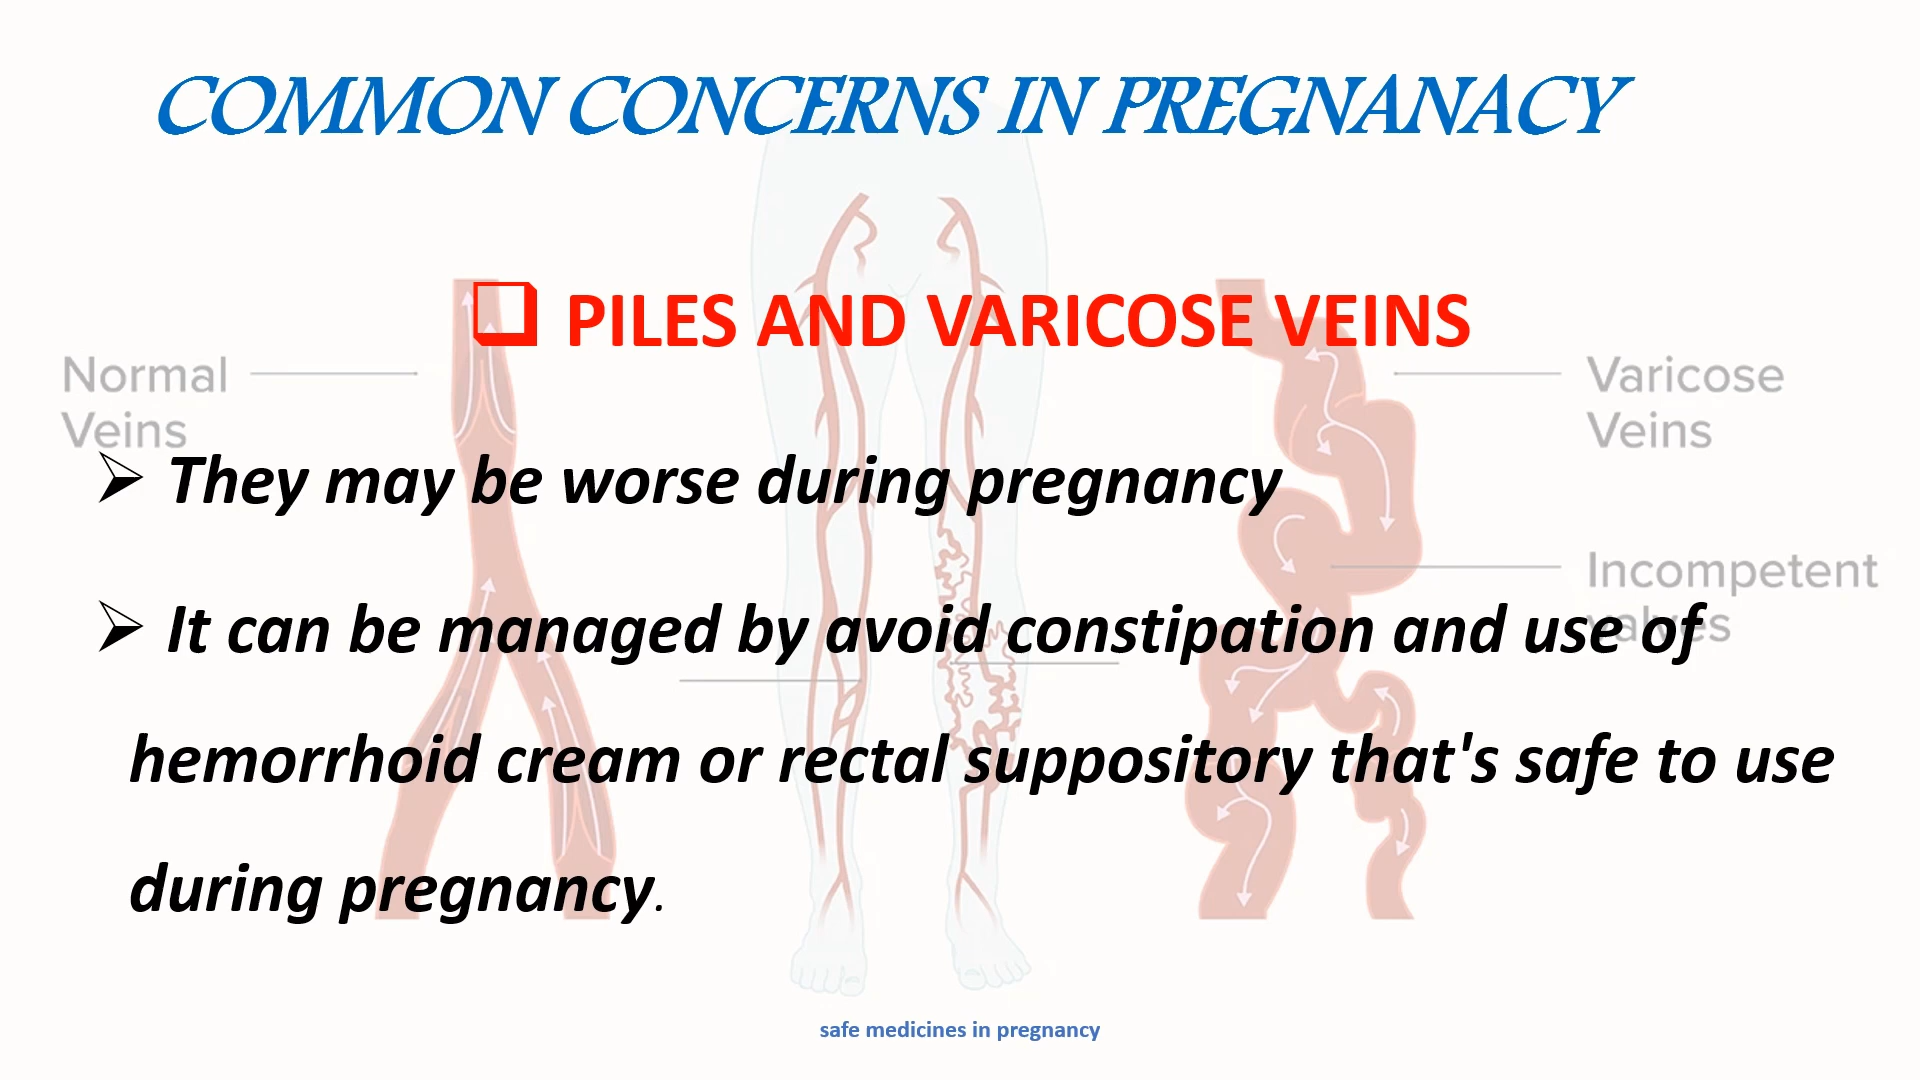 COMMON CONCERNS IN PREGNANACY
❑ PILES AND VARICOSE VEINS
Normal
Veins
Varicose
Veins
➢ They may be worse during pregnancy
Incompetent
valves
➢ It can be managed by avoid constipation and use of
hemorrhoid cream or rectal suppository that's safe to use
during pregnancy.
safe medicines in pregnancy